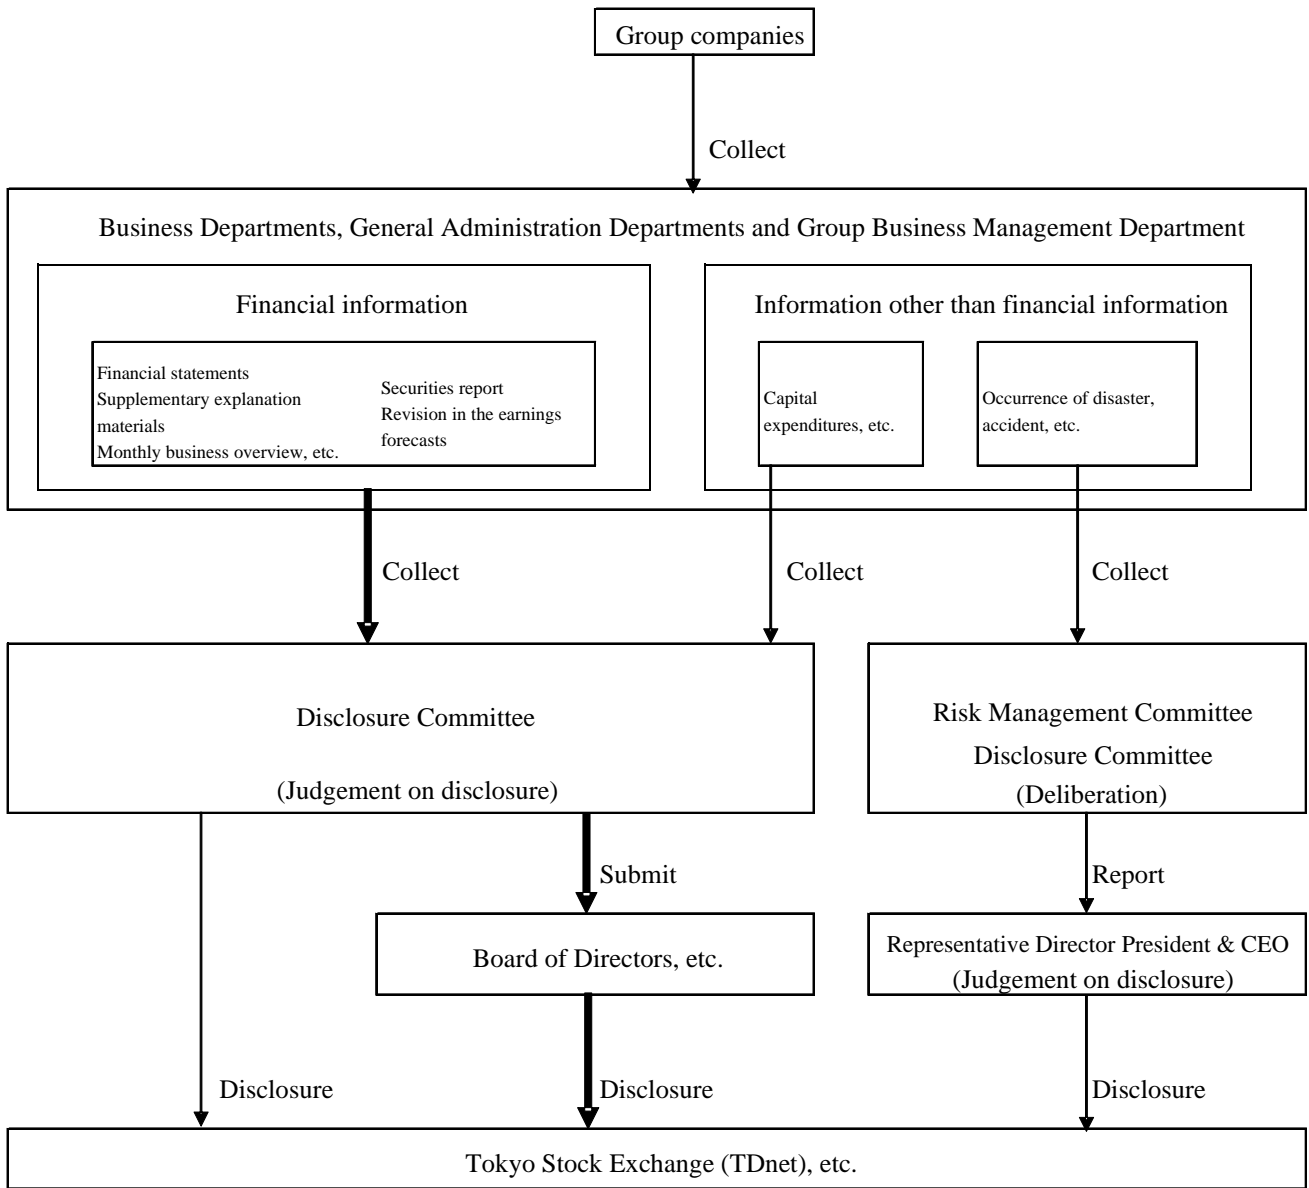 Group companies
Collect
Business Departments, General Administration Departments and Group Business Management Department
Financial information
Financial statements
Supplementary explanation
materials
Monthly business overview, etc.
Securities report
Revision in the earnings
forecasts
Information other than financial information
Capital
expenditures, etc.
Occurrence of disaster,
accident, etc.
Collect
Collect
Collect
Disclosure Committee
(Judgement on disclosure)
Risk Management Committee
Disclosure Committee
(Deliberation)
Submit
Report
Board of Directors, etc.
Representative Director President & CEO
(Judgement on disclosure)
Disclosure
Disclosure
Disclosure
Tokyo Stock Exchange (TDnet), etc.